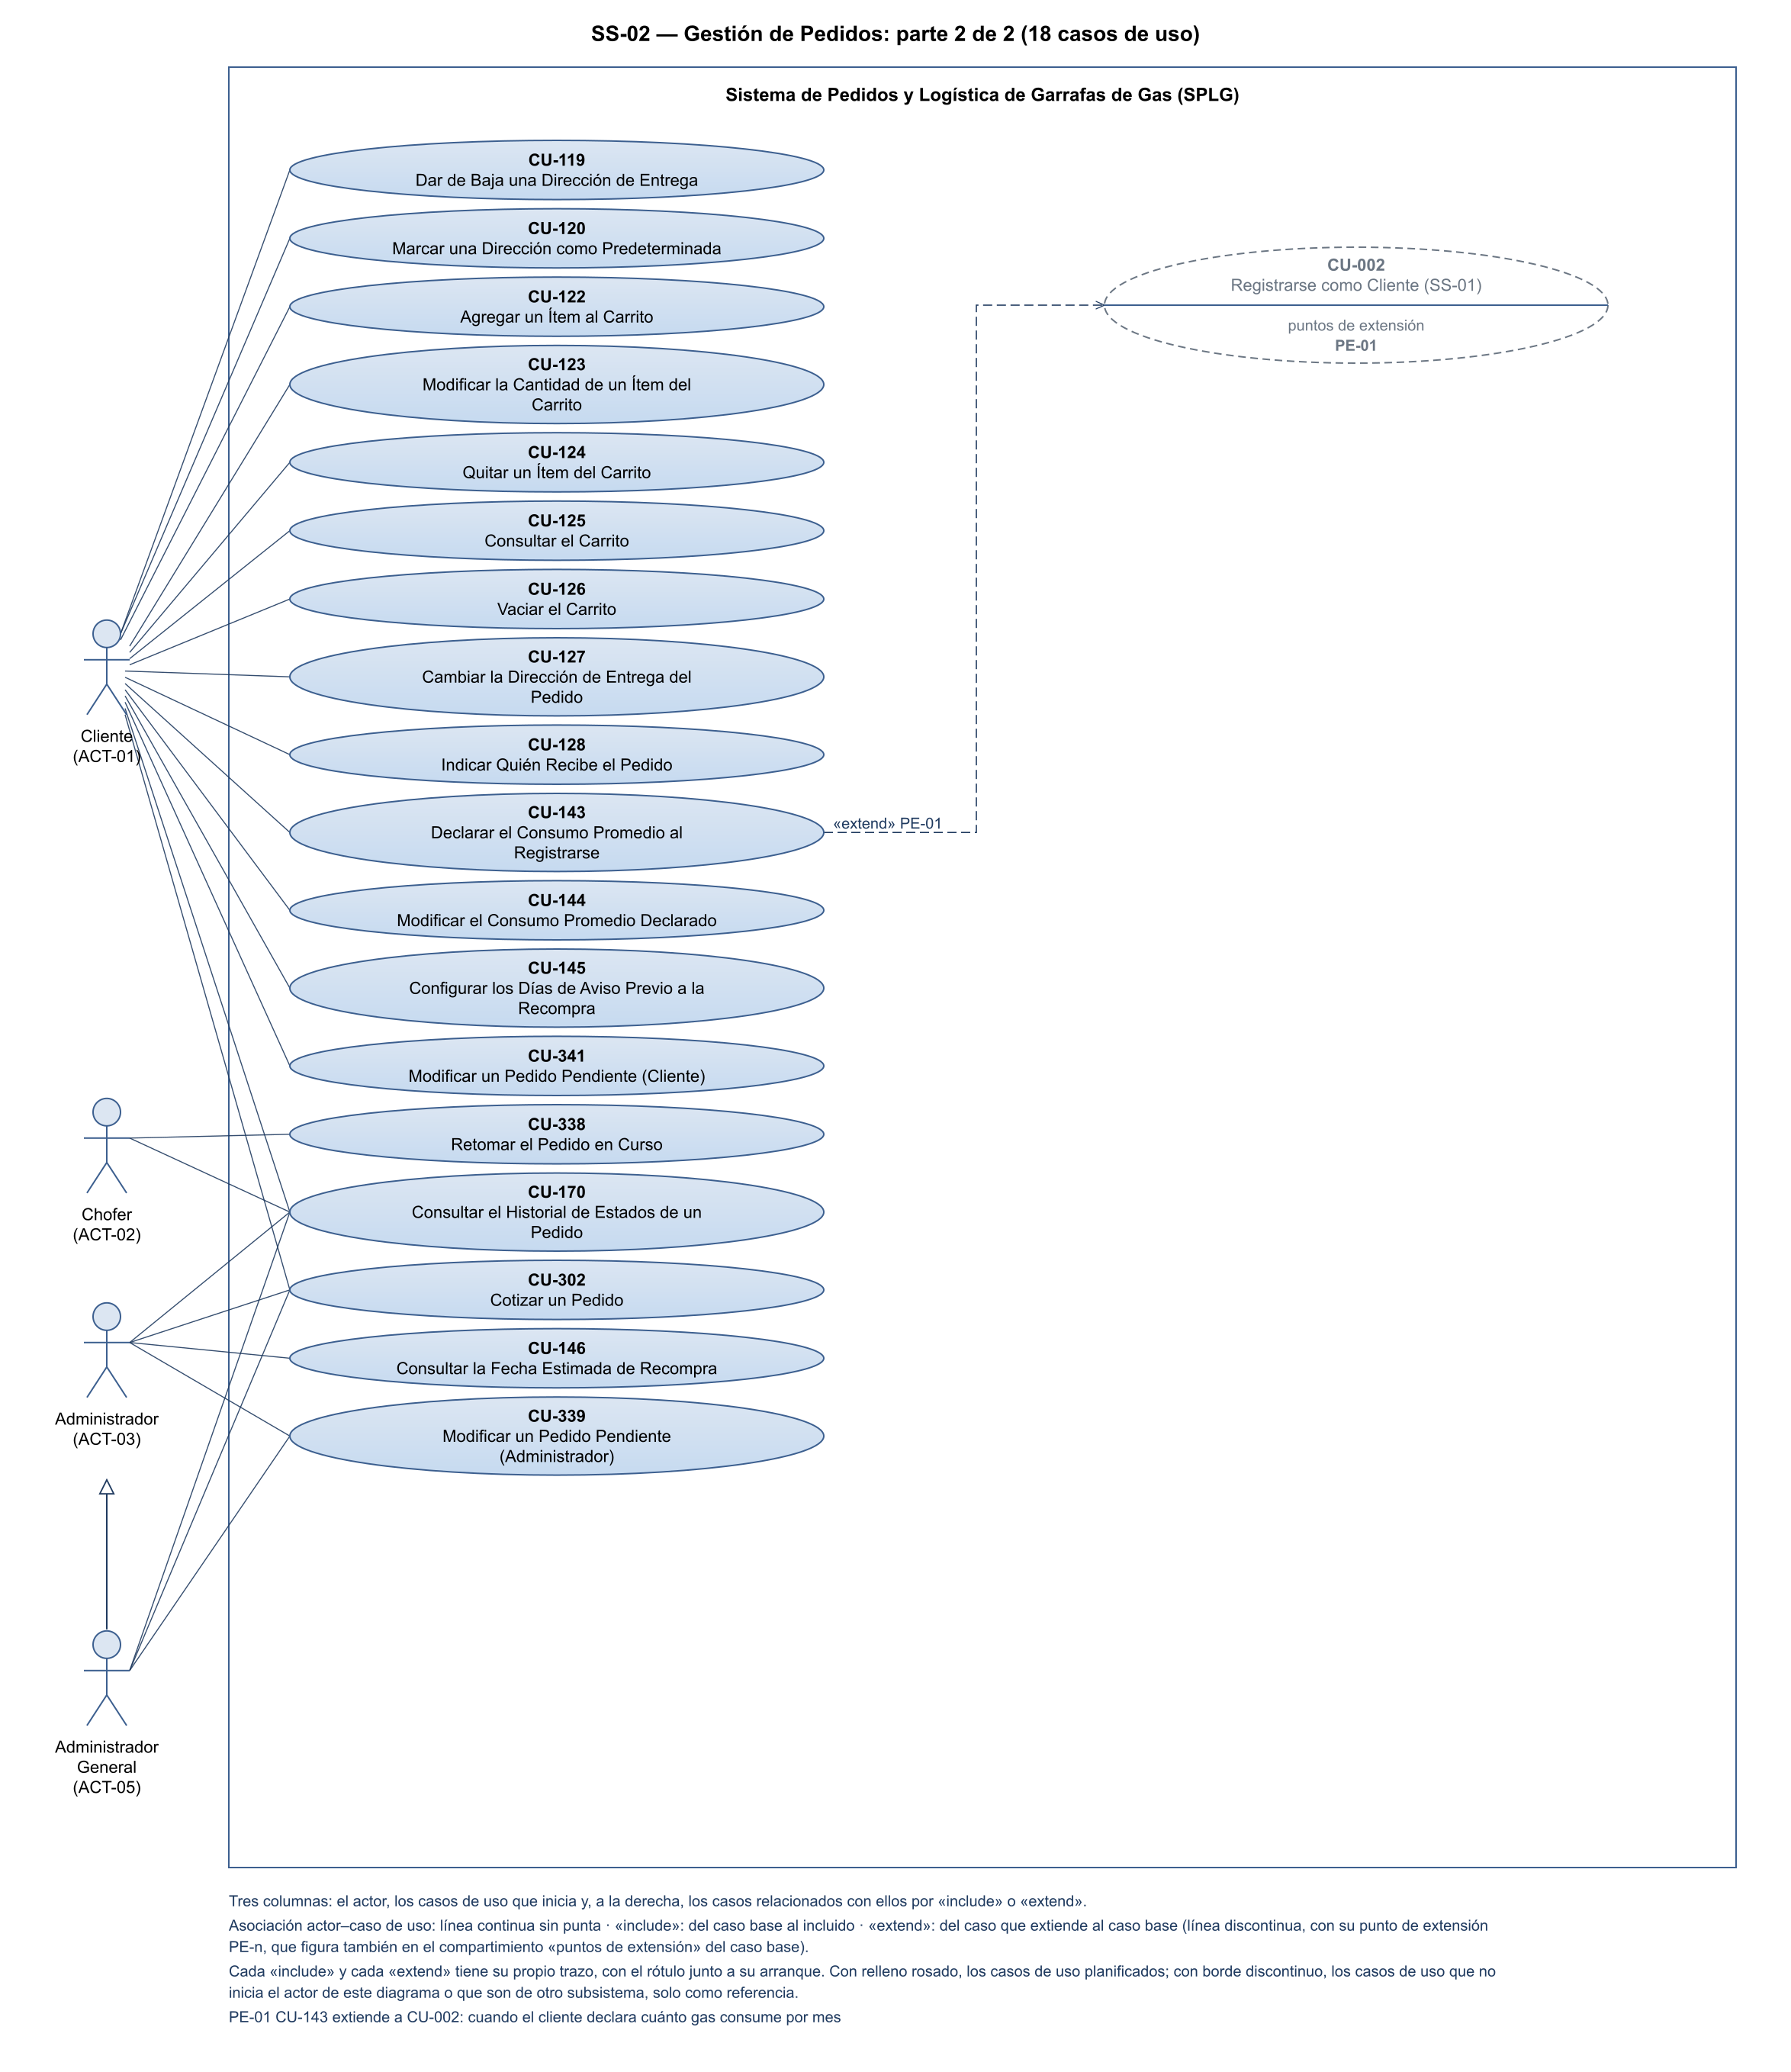 SS-02 — Gestión de Pedidos: parte 2 de 2 (18 casos de uso)
Sistema de Pedidos y Logística de Garrafas de Gas (SPLG)
CU-119
Dar de Baja una Dirección de Entrega
CU-120
Marcar una Dirección como Predeterminada
CU-002
Registrarse como Cliente (SS-01)
puntos de extensión
PE-01
CU-122
Agregar un Ítem al Carrito
CU-123
Modificar la Cantidad de un Ítem del
Carrito
CU-124
Quitar un Ítem del Carrito
CU-125
Consultar el Carrito
CU-126
Vaciar el Carrito
CU-127
Cambiar la Dirección de Entrega del
Pedido
Cliente
(ACT-01)
CU-128
Indicar Quién Recibe el Pedido
CU-143
Declarar el Consumo Promedio al
Registrarse
«extend» PE-01
CU-144
Modificar el Consumo Promedio Declarado
CU-145
Configurar los Días de Aviso Previo a la
Recompra
CU-341
Modificar un Pedido Pendiente (Cliente)
CU-338
Retomar el Pedido en Curso
Chofer
(ACT-02)
CU-170
Consultar el Historial de Estados de un
Pedido
CU-302
Cotizar un Pedido
CU-146
Consultar la Fecha Estimada de Recompra
Administrador
(ACT-03)
CU-339
Modificar un Pedido Pendiente
(Administrador)
Administrador
General
(ACT-05)
Tres columnas: el actor, los casos de uso que inicia y, a la derecha, los casos relacionados con ellos por «include» o «extend».
Asociación actor–caso de uso: línea continua sin punta · «include»: del caso base al incluido · «extend»: del caso que extiende al caso base (línea discontinua, con su punto de extensión
PE-n, que figura también en el compartimiento «puntos de extensión» del caso base).
Cada «include» y cada «extend» tiene su propio trazo, con el rótulo junto a su arranque. Con relleno rosado, los casos de uso planificados; con borde discontinuo, los casos de uso que no
inicia el actor de este diagrama o que son de otro subsistema, solo como referencia.
PE-01 CU-143 extiende a CU-002: cuando el cliente declara cuánto gas consume por mes